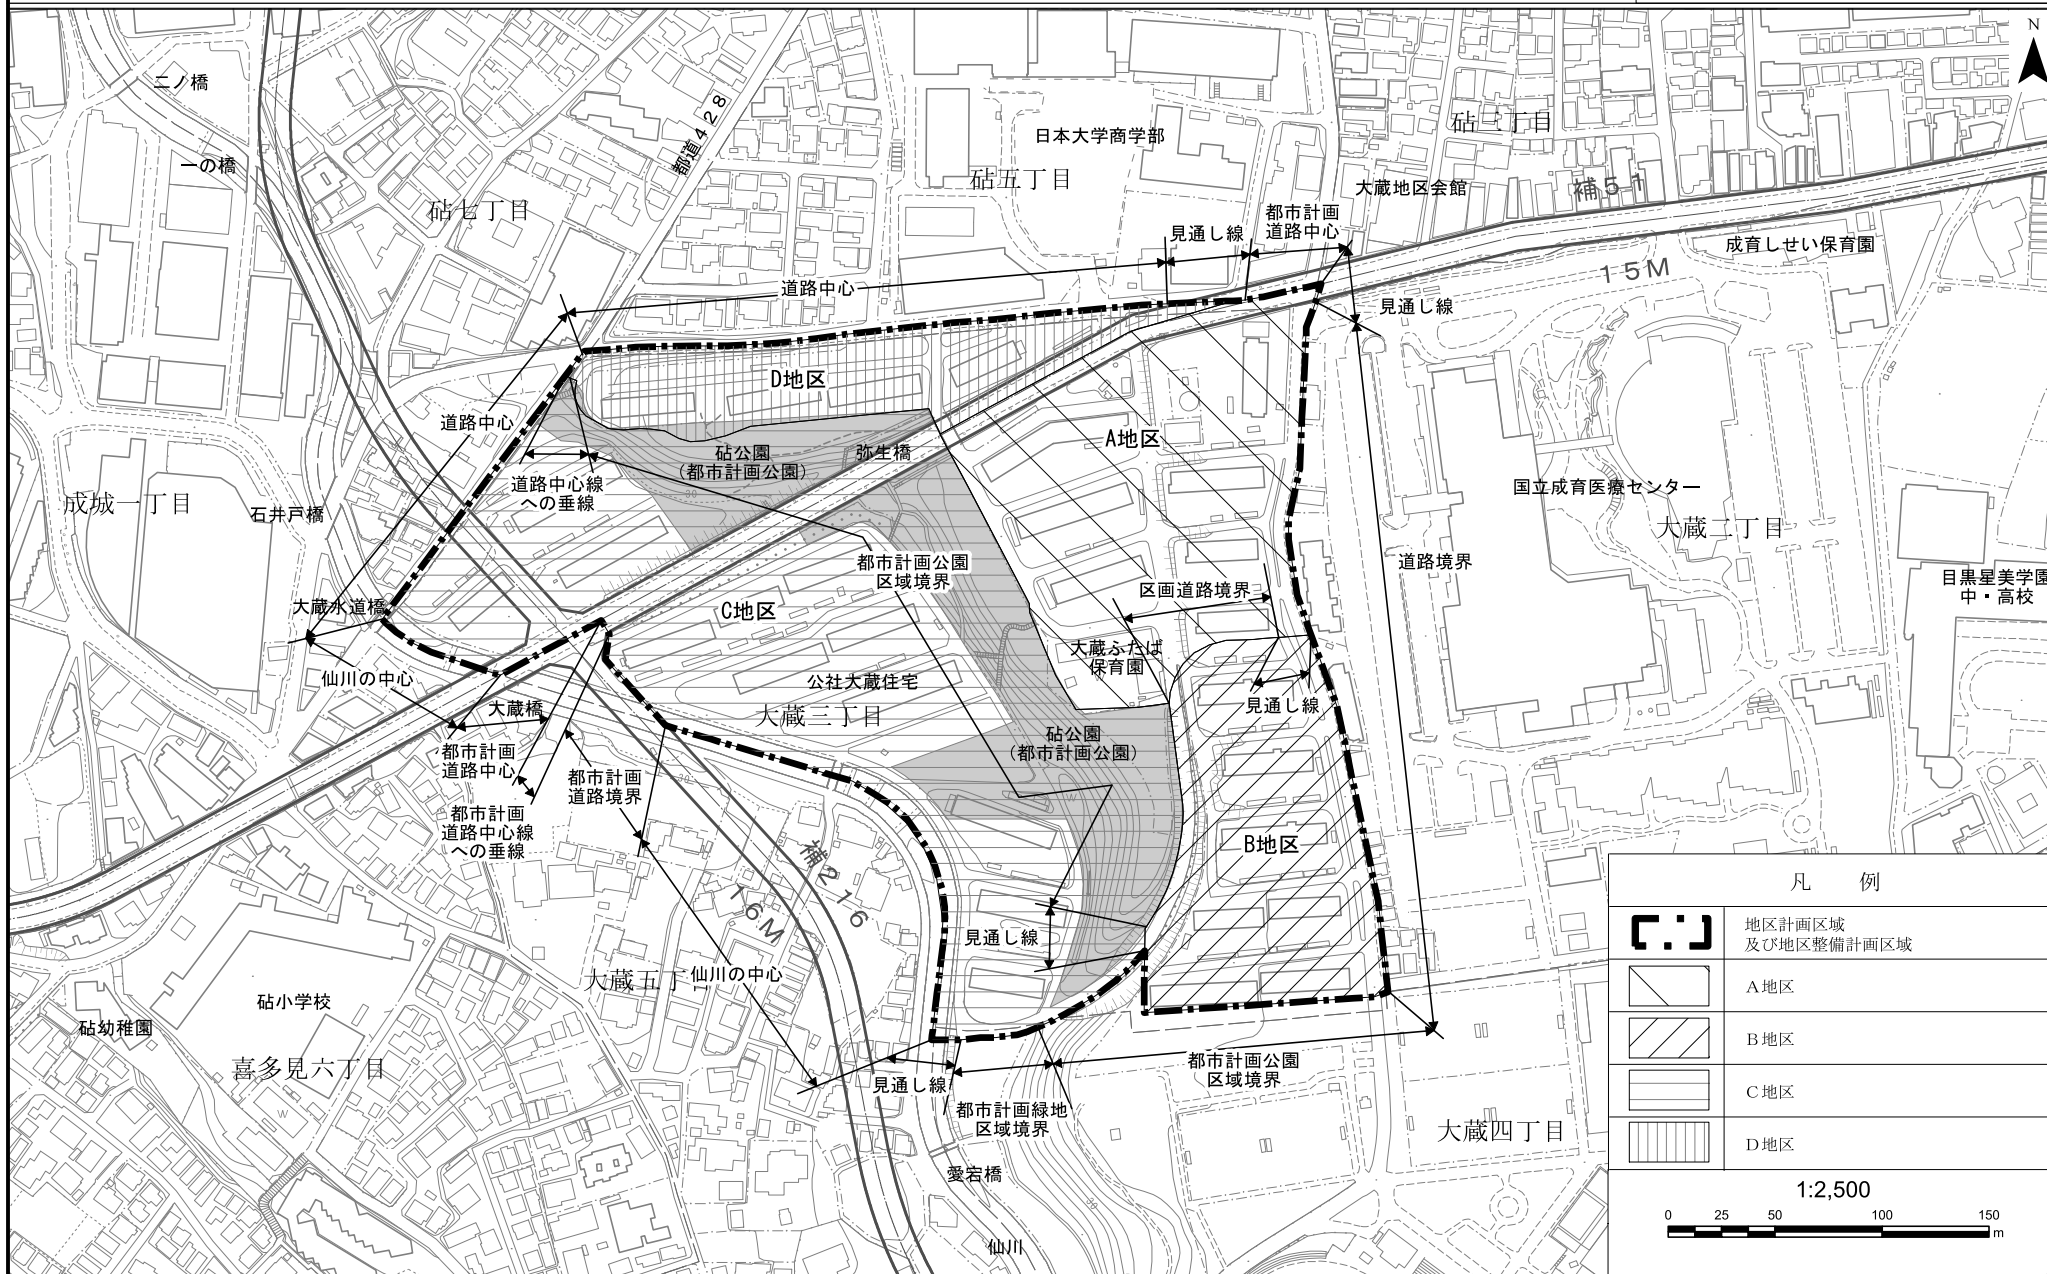 N
二ノ橋
一の橋
都道428
砧七丁目
日本大学商学部
砧五丁目
砧三丁目
大蔵地区会館
補51
都市計画
道路中心
見通し線
成育しせい保育園
15M
道路中心
見通し線
D地区
道路中心
A地区
砧公園
(都市計画公園)
弥生橋
道路中心線
への垂線
成城一丁目
石井戸橋
国立成育医療センター
大蔵二丁目
都市計画公園
区域境界
道路境界
区画道路境界
目黒星美学園
中・高校
大蔵水道橋
C地区
大蔵ふたば
保育園
仙川の中心
公社大蔵住宅
大蔵橋
大蔵三丁目
見通し線
砧公園
(都市計画公園)
都市計画
道路中心
都市計画
道路境界
都市計画
道路中心線
への垂線
B地区
補216
16M
見通し線
大蔵五丁
仙川の中心
砧小学校
砧幼稚園
喜多見六丁目
見通し線
都市計画公園
区域境界
都市計画緑地
区域境界
大蔵四丁目
愛宕橋
仙川
凡 例
地区計画区域
及び地区整備計画区域
A地区
B地区
C地区
D地区
1:2,500
0 25 50 100 150
m